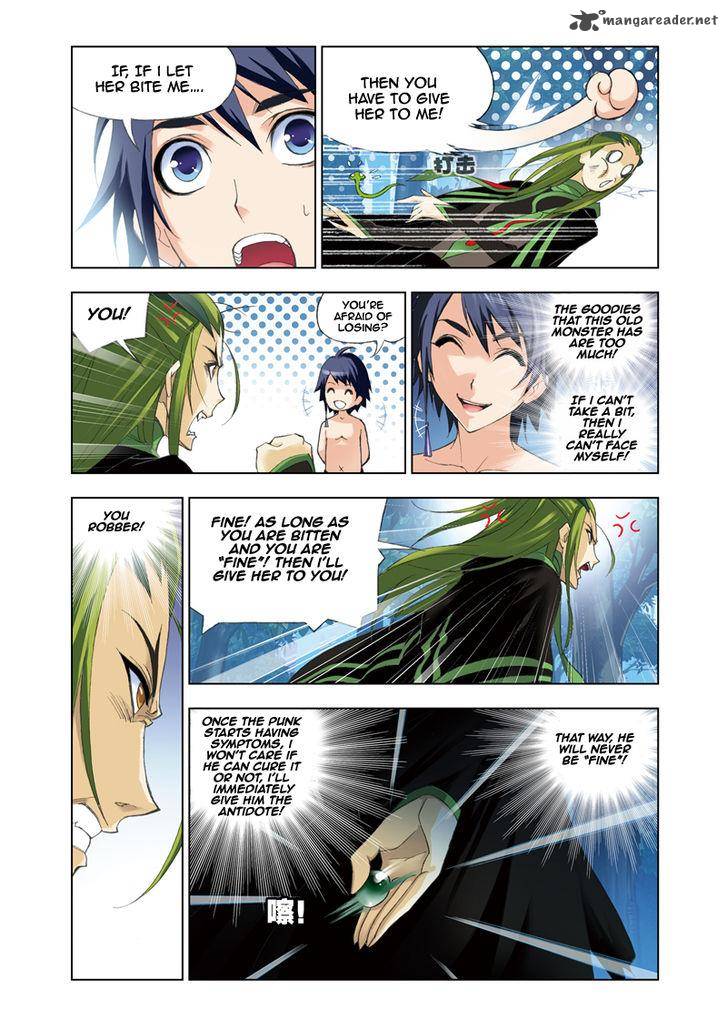 mangareader.net
IF, IF I LET
HER BITE ME....
THEN YOU
HAVE TO GIVE
HER TO ME!
打击
YOU!
YOU'RE
AFRAID OF
LOSING?
THE GOODIES
THAT THIS OLD
MONSTER HAS
ARE TOO
MUCH!
IF I CAN'T
TAKE A BIT,
THEN I
REALLY
CAN'T FACE
MYSELF!
YOU
ROBBER!
FINE! AS LONG AS
YOU ARE BITTEN
AND YOU ARE
"FINE"! THEN I'LL
GIVE HER TO YOU!
ONCE THE PUNK
STARTS HAVING
SYMPTOMS, I
WON'T CARE IF
HE CAN CURE IT
OR NOT, I'LL
IMMEDIATELY
GIVE HIM THE
ANTIDOTE!
THAT WAY, HE
WILL NEVER
BE "FINE"!
嚓!